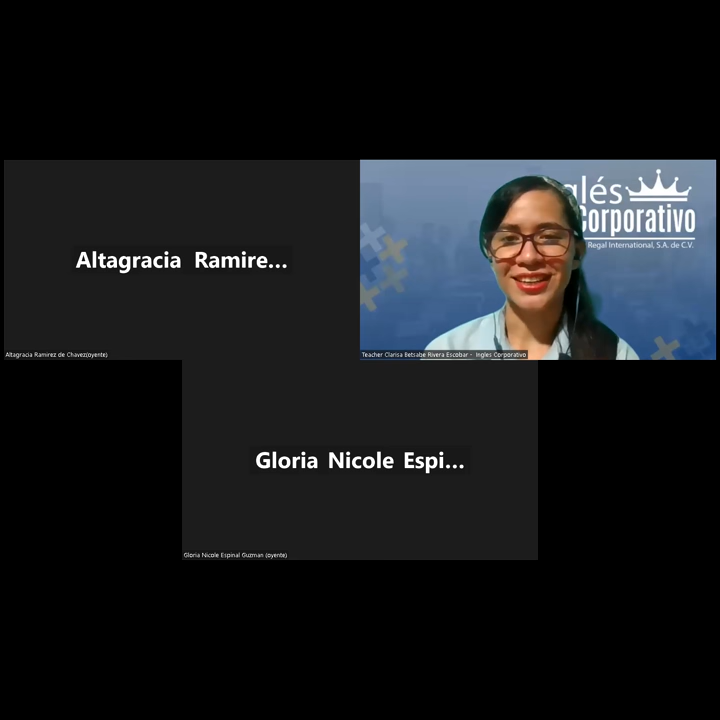 Altagracia Ramire...
Altagracia Ramirez de Chavez(oyente)
glés
Corporativo
Regal International, S.A. de C.V.
Teacher Clarisa Betsabe Rivera Escobar - Ingles Corporativo
Gloria Nicole Espi...
Gloria Nicole Espinal Guzman (oyente)